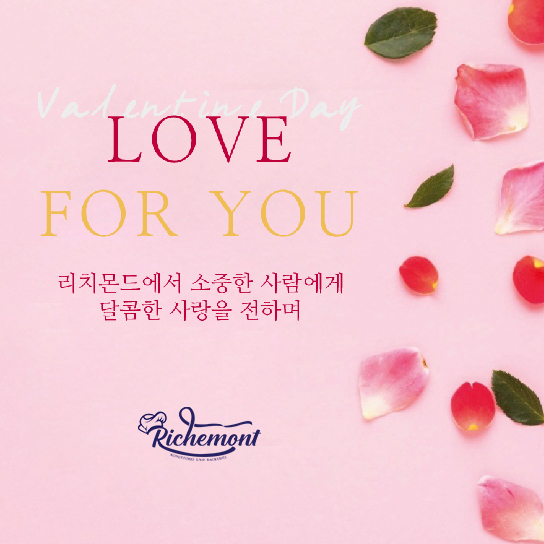 Valentine Day
LOVE
FOR YOU
리치몬드에서 소중한 사람에게
달콤한 사랑을 전하며
Richemont